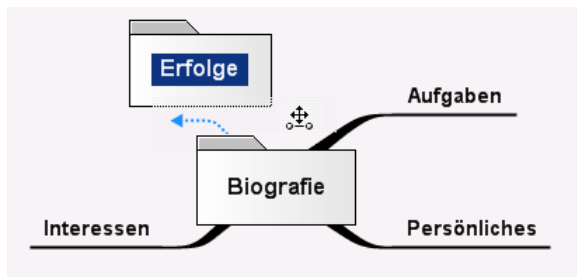 Erfolge
Aufgaben
Biografie
Interessen
Persönliches